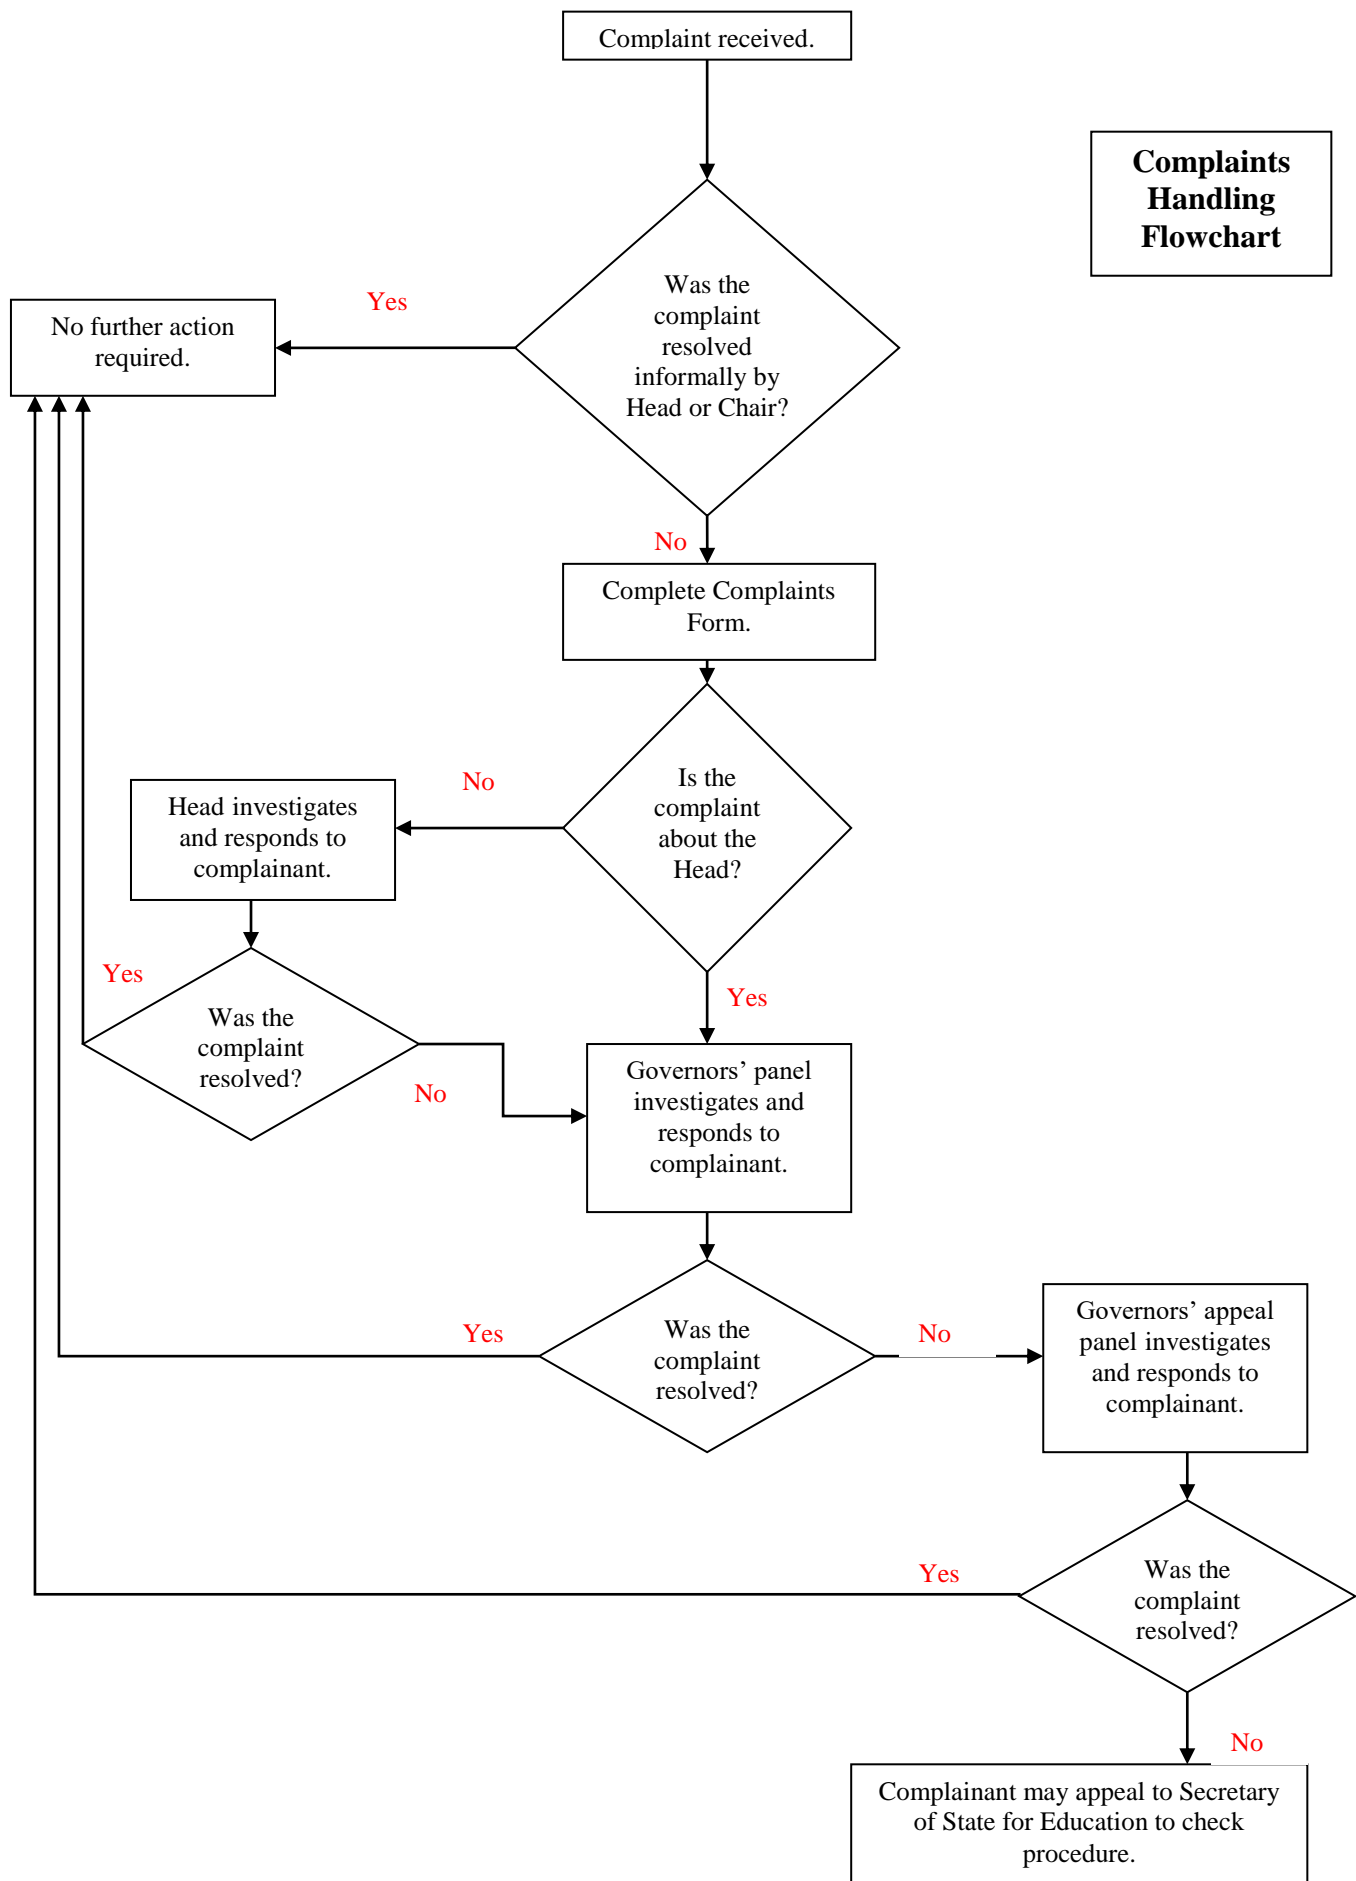 Complaint received.
Complaints
Handling
Flowchart
Was the
complaint
resolved
informally by
Head or Chair?
Yes
No further action
required.
No
Complete Complaints
Form.
Is the
complaint
about the
Head?
No
Head investigates
and responds to
complainant.
Yes
Was the
complaint
resolved?
Yes
No
Governors’ panel
investigates and
responds to
complainant.
Was the
complaint
resolved?
Yes
No
Governors’ appeal
panel investigates
and responds to
complainant.
Was the
complaint
resolved?
Yes
No
Complainant may appeal to Secretary
of State for Education to check
procedure.